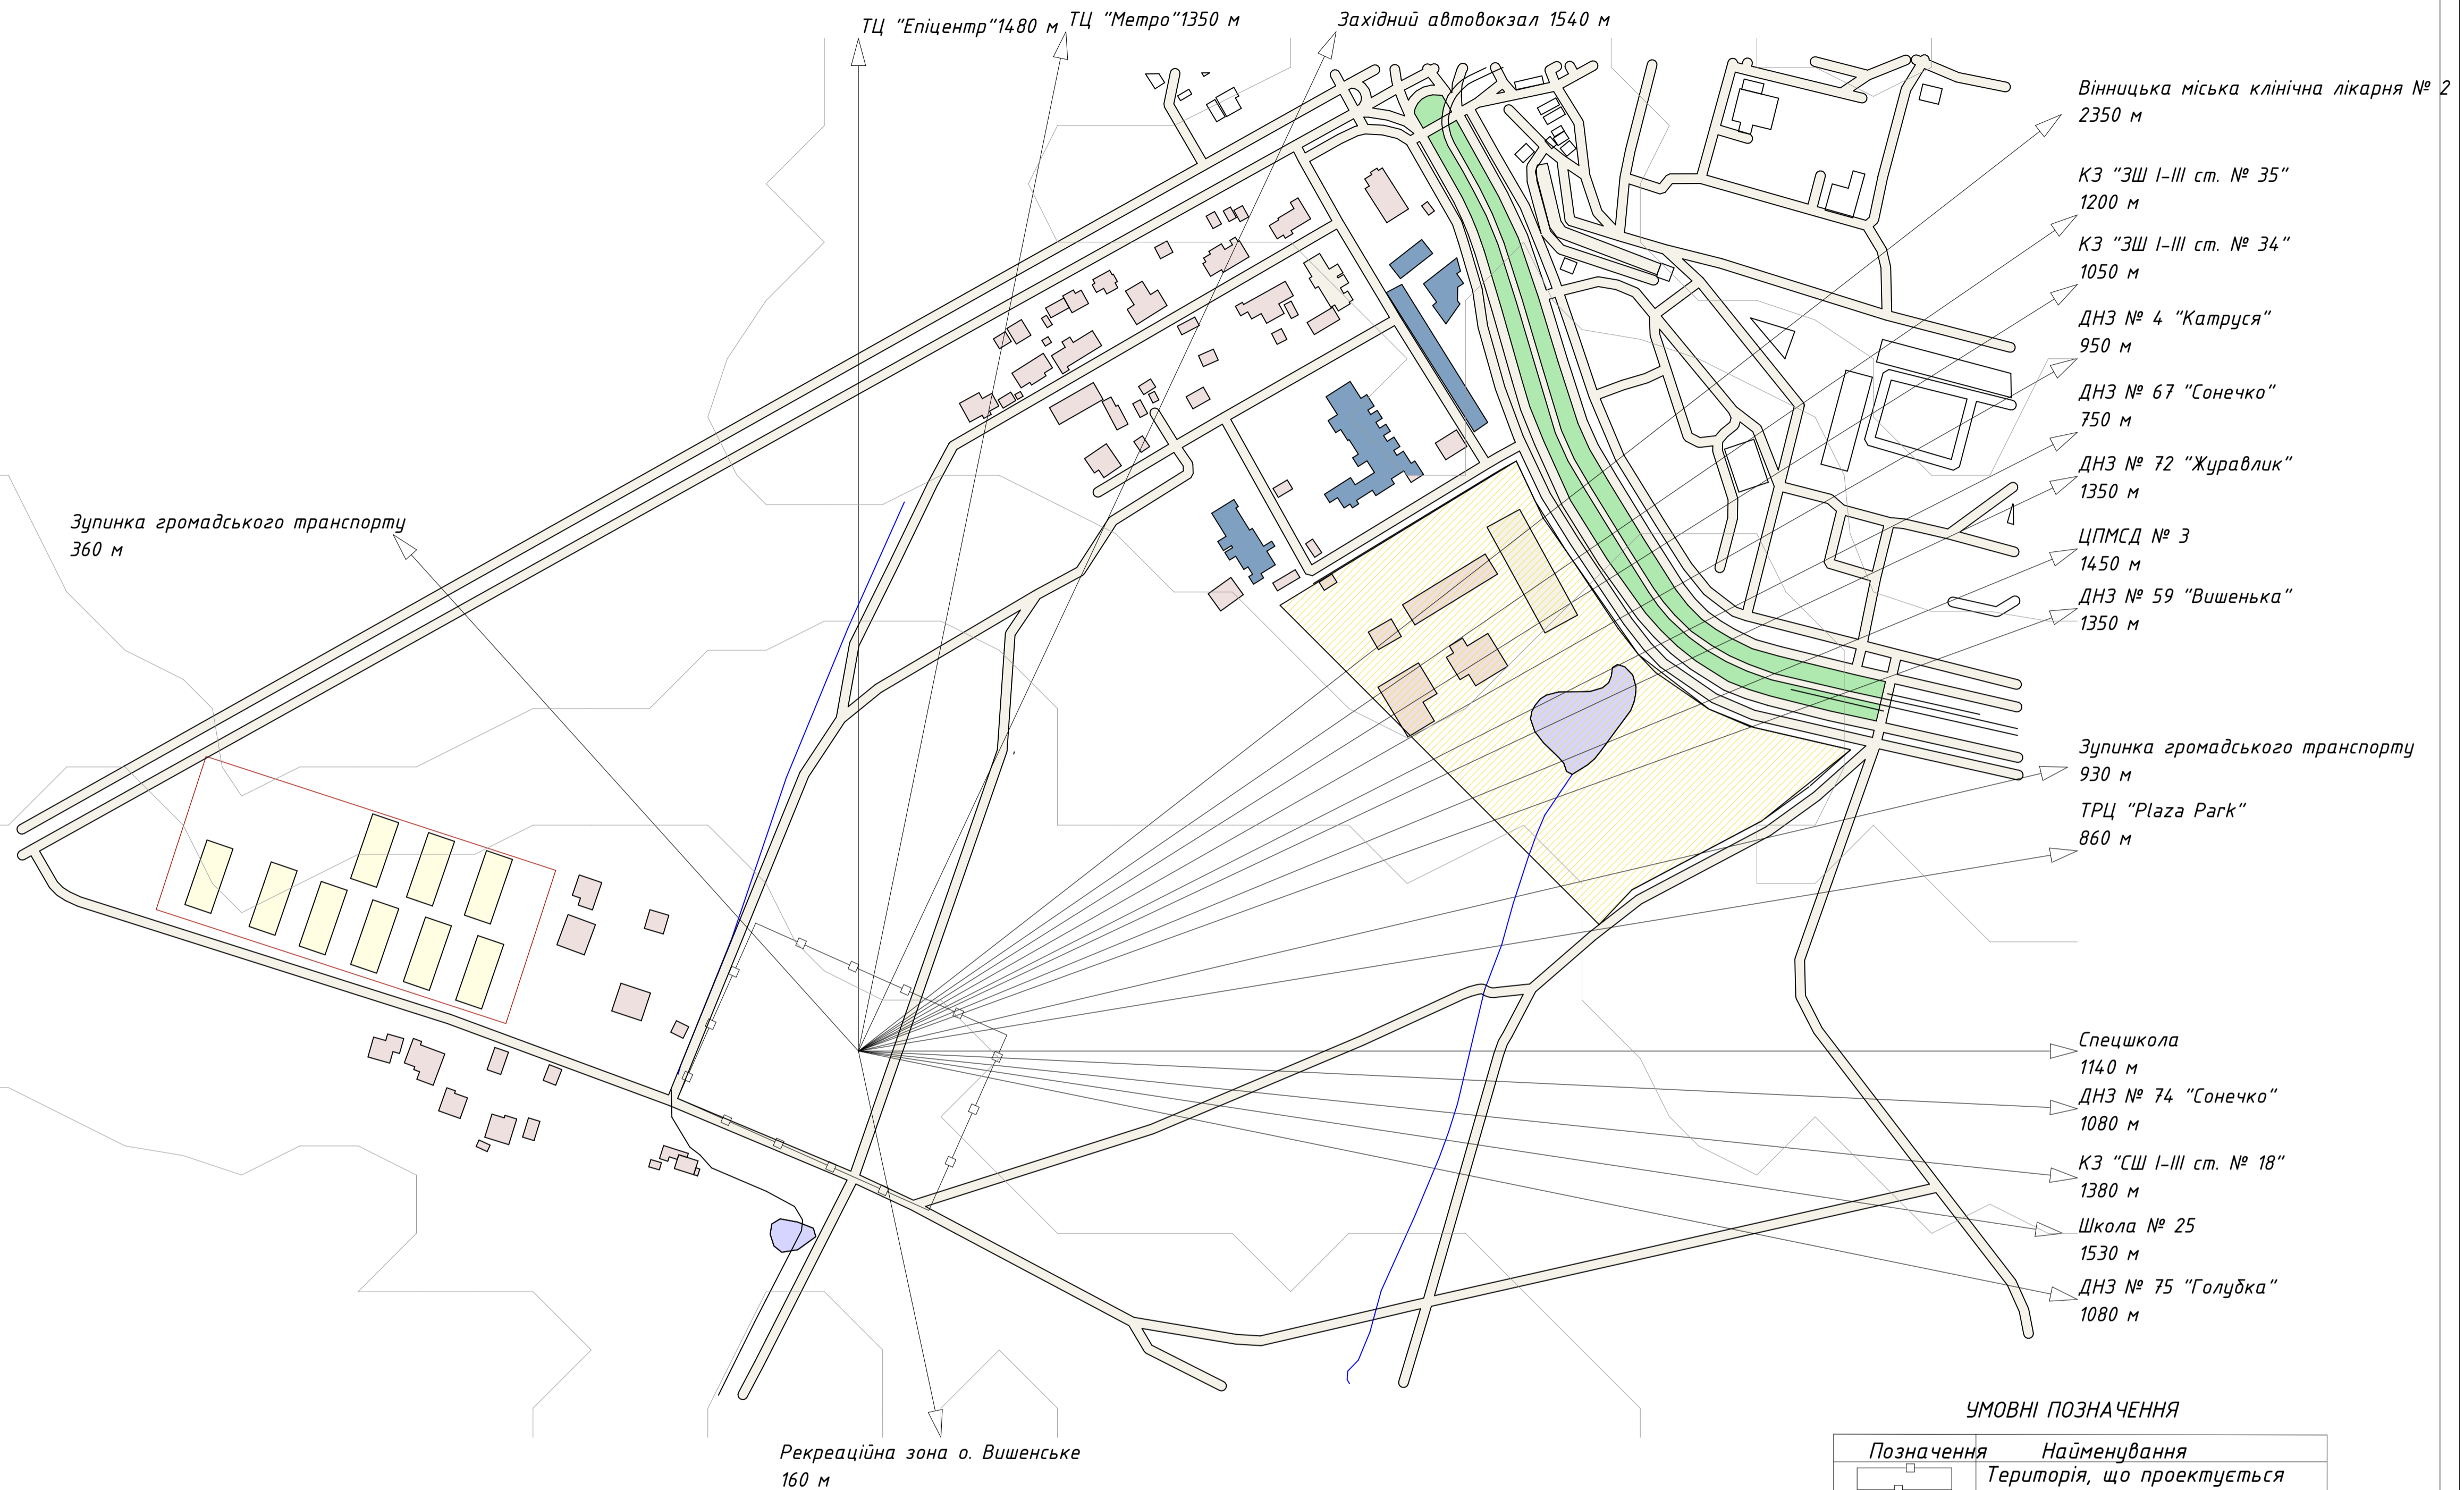 ТЦ "Епіцентр"1480 м
ТЦ "Метро"1350 м
Західний автовокзал 1540 м
Вінницька міська клінічна лікарня № 2
2350 м
КЗ "ЗШ І-ІІІ ст. № 35"
1200 м
КЗ "ЗШ І-ІІІ ст. № 34"
1050 м
ДНЗ № 4 "Катруся"
950 м
ДНЗ № 67 "Сонечко"
750 м
ДНЗ № 72 "Журавлик"
1350 м
ЦПМСД № 3
1450 м
ДНЗ № 59 "Вишенька"
1350 м
Зупинка громадського транспорту
360 м
Зупинка громадського транспорту
930 м
ТРЦ "Plaza Park"
860 м
Спецшкола
1140 м
ДНЗ № 74 "Сонечко"
1080 м
КЗ "СШ І-ІІІ ст. № 18"
1380 м
Школа № 25
1530 м
ДНЗ № 75 "Голубка"
1080 м
Рекреаційна зона о. Вишенське
160 м
УМОВНІ ПОЗНАЧЕННЯ
Позначення Найменування
Територія, що проектується